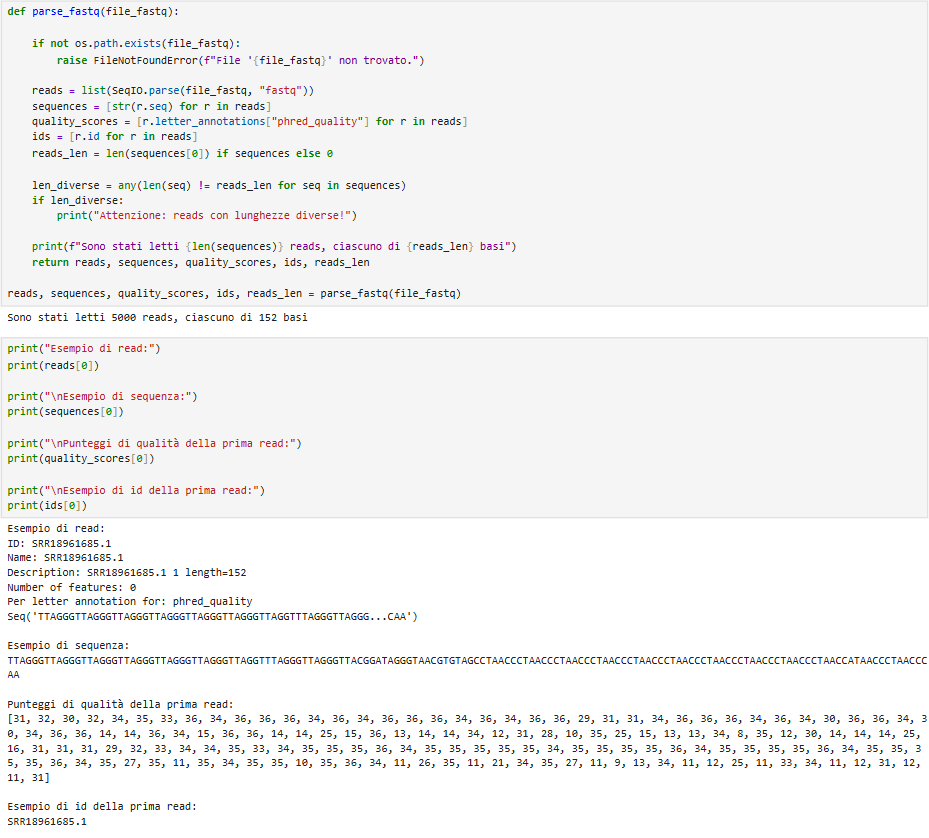 def parse_fastq(file_fastq):
    if not os.path.exists(file_fastq):
        raise FileNotFoundError(f"File '{file_fastq}' non trovato.")
    reads = list(SeqIO.parse(file_fastq, "fastq"))
    sequences = [str(r.seq) for r in reads]
    quality_scores = [r.letter_annotations["phred_quality"] for r in reads]
    ids = [r.id for r in reads]
    reads_len = len(sequences[0]) if sequences else 0
    len_diverse = any(len(seq) != reads_len for seq in sequences)
    if len_diverse:
        print("Attenzione: reads con lunghezze diverse!")
    print(f"Sono stati letti {len(sequences)} reads, ciascuno di {reads_len} basi")
    return reads, sequences, quality_scores, ids, reads_len
reads, sequences, quality_scores, ids, reads_len = parse_fastq(file_fastq)
Sono stati letti 5000 reads, ciascuno di 152 basi
print("Esempio di read:")
print(reads[0])
print("\nEsempio di sequenza:")
print(sequences[0])
print("\nPunteggi di qualità della prima read:")
print(quality_scores[0])
print("\nEsempio di id della prima read:")
print(ids[0])
Esempio di read:
ID: SRR18961685.1
Name: SRR18961685.1
Description: SRR18961685.1 1 length=152
Number of features: 0
Per letter annotation for: phred_quality
Seq('TTAGGGTTAGGGTTAGGGTTAGGGTTAGGGTTAGGGTTAGGTTTAGGGTTAGGG...CAA')
Esempio di sequenza:
TTAGGGTTAGGGTTAGGGTTAGGGTTAGGGTTAGGGTTAGGTTTAGGGTTAGGGTTACGGATAGGGTAACGTGTAGCCTAACCCTAACCCTAACCCTAACCCTAACCCTAACCCTAACCCTAACCCTAACCCTAACCATAACCCTAACCC
AA
Punteggi di qualità della prima read:
[31, 32, 30, 32, 34, 35, 33, 36, 34, 36, 36, 36, 34, 36, 34, 36, 36, 36, 34, 36, 34, 36, 36, 29, 31, 31, 34, 36, 36, 36, 34, 36, 34, 30, 36, 36, 34, 3
0, 34, 36, 36, 14, 14, 36, 34, 15, 36, 36, 14, 14, 25, 15, 36, 13, 14, 14, 34, 12, 31, 28, 10, 35, 25, 15, 13, 13, 34, 8, 35, 12, 30, 14, 14, 14, 25,
16, 31, 31, 31, 29, 32, 33, 34, 34, 35, 33, 34, 35, 35, 35, 36, 34, 35, 35, 35, 35, 35, 34, 35, 35, 35, 35, 36, 34, 35, 35, 35, 35, 36, 34, 35, 35, 3
5, 35, 36, 34, 35, 27, 35, 11, 35, 34, 35, 35, 10, 35, 36, 34, 11, 26, 35, 11, 21, 34, 35, 27, 11, 9, 13, 34, 11, 12, 25, 11, 33, 34, 11, 12, 31, 12,
11, 31]
Esempio di id della prima read:
SRR18961685.1